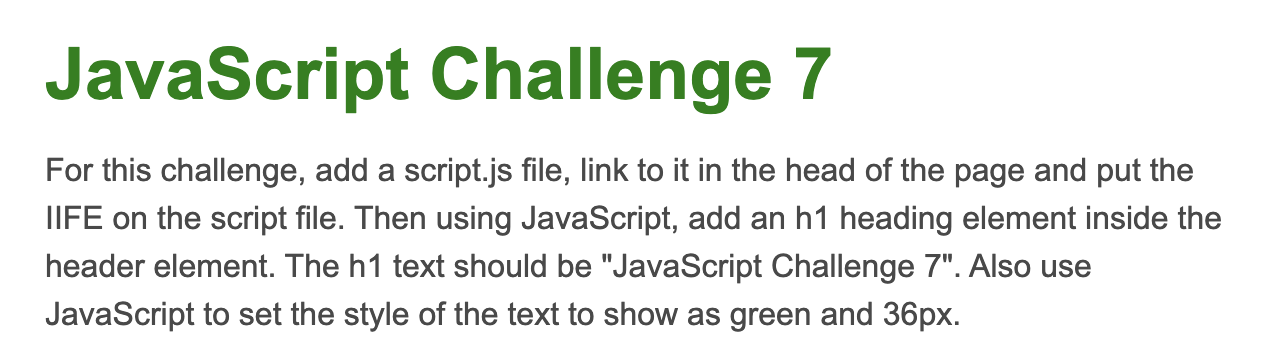 JavaScript Challenge 7
For this challenge, add a script.js file, link to it in the head of the page and put the
IIFE on the script file. Then using JavaScript, add an h1 heading element inside the
header element. The h1 text should be "JavaScript Challenge 7". Also use
JavaScript to set the style of the text to show as green and 36px.